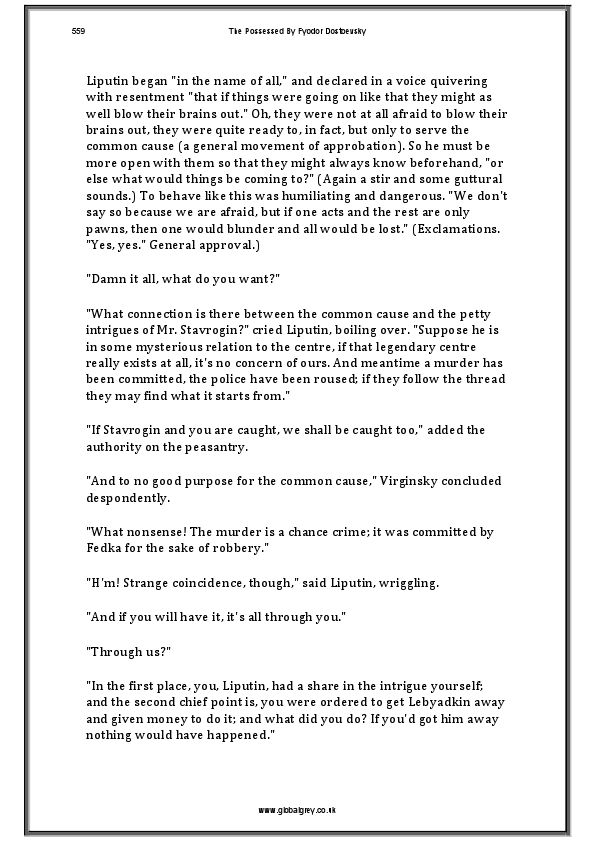 559
The Possessed By Fyodor Dostoevsky
Liputin began "in the name of all," and declared in a voice quivering
with resentment "that if things were going on like that they might as
well blow their brains out." Oh, they were not at all afraid to blow their
brains out, they were quite ready to, in fact, but only to serve the
common cause (a general movement of approbation). So he must be
more open with them so that they might always know beforehand, "or
else what would things be coming to?" (Again a stir and some guttural
sounds.) To behave like this was humiliating and dangerous. "We don't
say so because we are afraid, but if one acts and the rest are only
pawns, then one would blunder and all would be lost." (Exclamations.
"Yes, yes." General approval.)
"Damn it all, what do you want?"
"What connection is there between the common cause and the petty
intrigues of Mr. Stavrogin?" cried Liputin, boiling over. "Suppose he is
in some mysterious relation to the centre, if that legendary centre
really exists at all, it's no concern of ours. And meantime a murder has
been committed, the police have been roused; if they follow the thread
they may find what it starts from."
"If Stavrogin and you are caught, we shall be caught too," added the
authority on the peasantry.
"And to no good purpose for the common cause," Virginsky concluded
despondently.
"What nonsense! The murder is a chance crime; it was committed by
Fedka for the sake of robbery."
"H'm! Strange coincidence, though," said Liputin, wriggling.
"And if you will have it, it's all through you."
"Through us?"
"In the first place, you, Liputin, had a share in the intrigue yourself;
and the second chief point is, you were ordered to get Lebyadkin away
and given money to do it; and what did you do? If you'd got him away
nothing would have happened."
www.globalgrey.co.uk